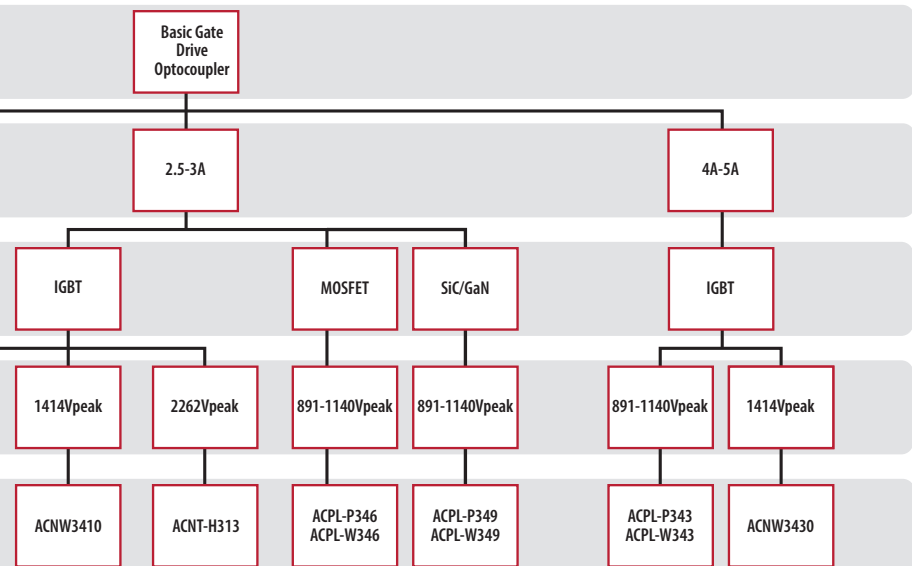 Basic Gate
Drive
Optocoupler
2.5-3A
4A-5A
IGBT
MOSFET
SiC/GaN
IGBT
1414Vpeak
2262Vpeak
891-1140Vpeak
891-1140Vpeak
891-1140Vpeak
1414Vpeak
ACNW3410
ACNT-H313
ACPL-P346
ACPL-W346
ACPL-P349
ACPL-W349
ACPL-P343
ACPL-W343
ACNW3430